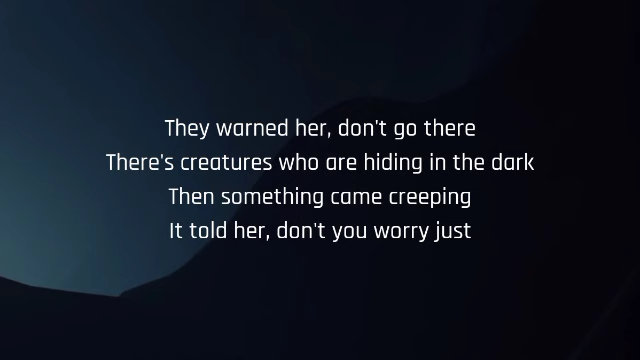 They warned her, don't go there
There's creatures who are hiding in the dark
Then something came creeping
It told her, don't you worry just